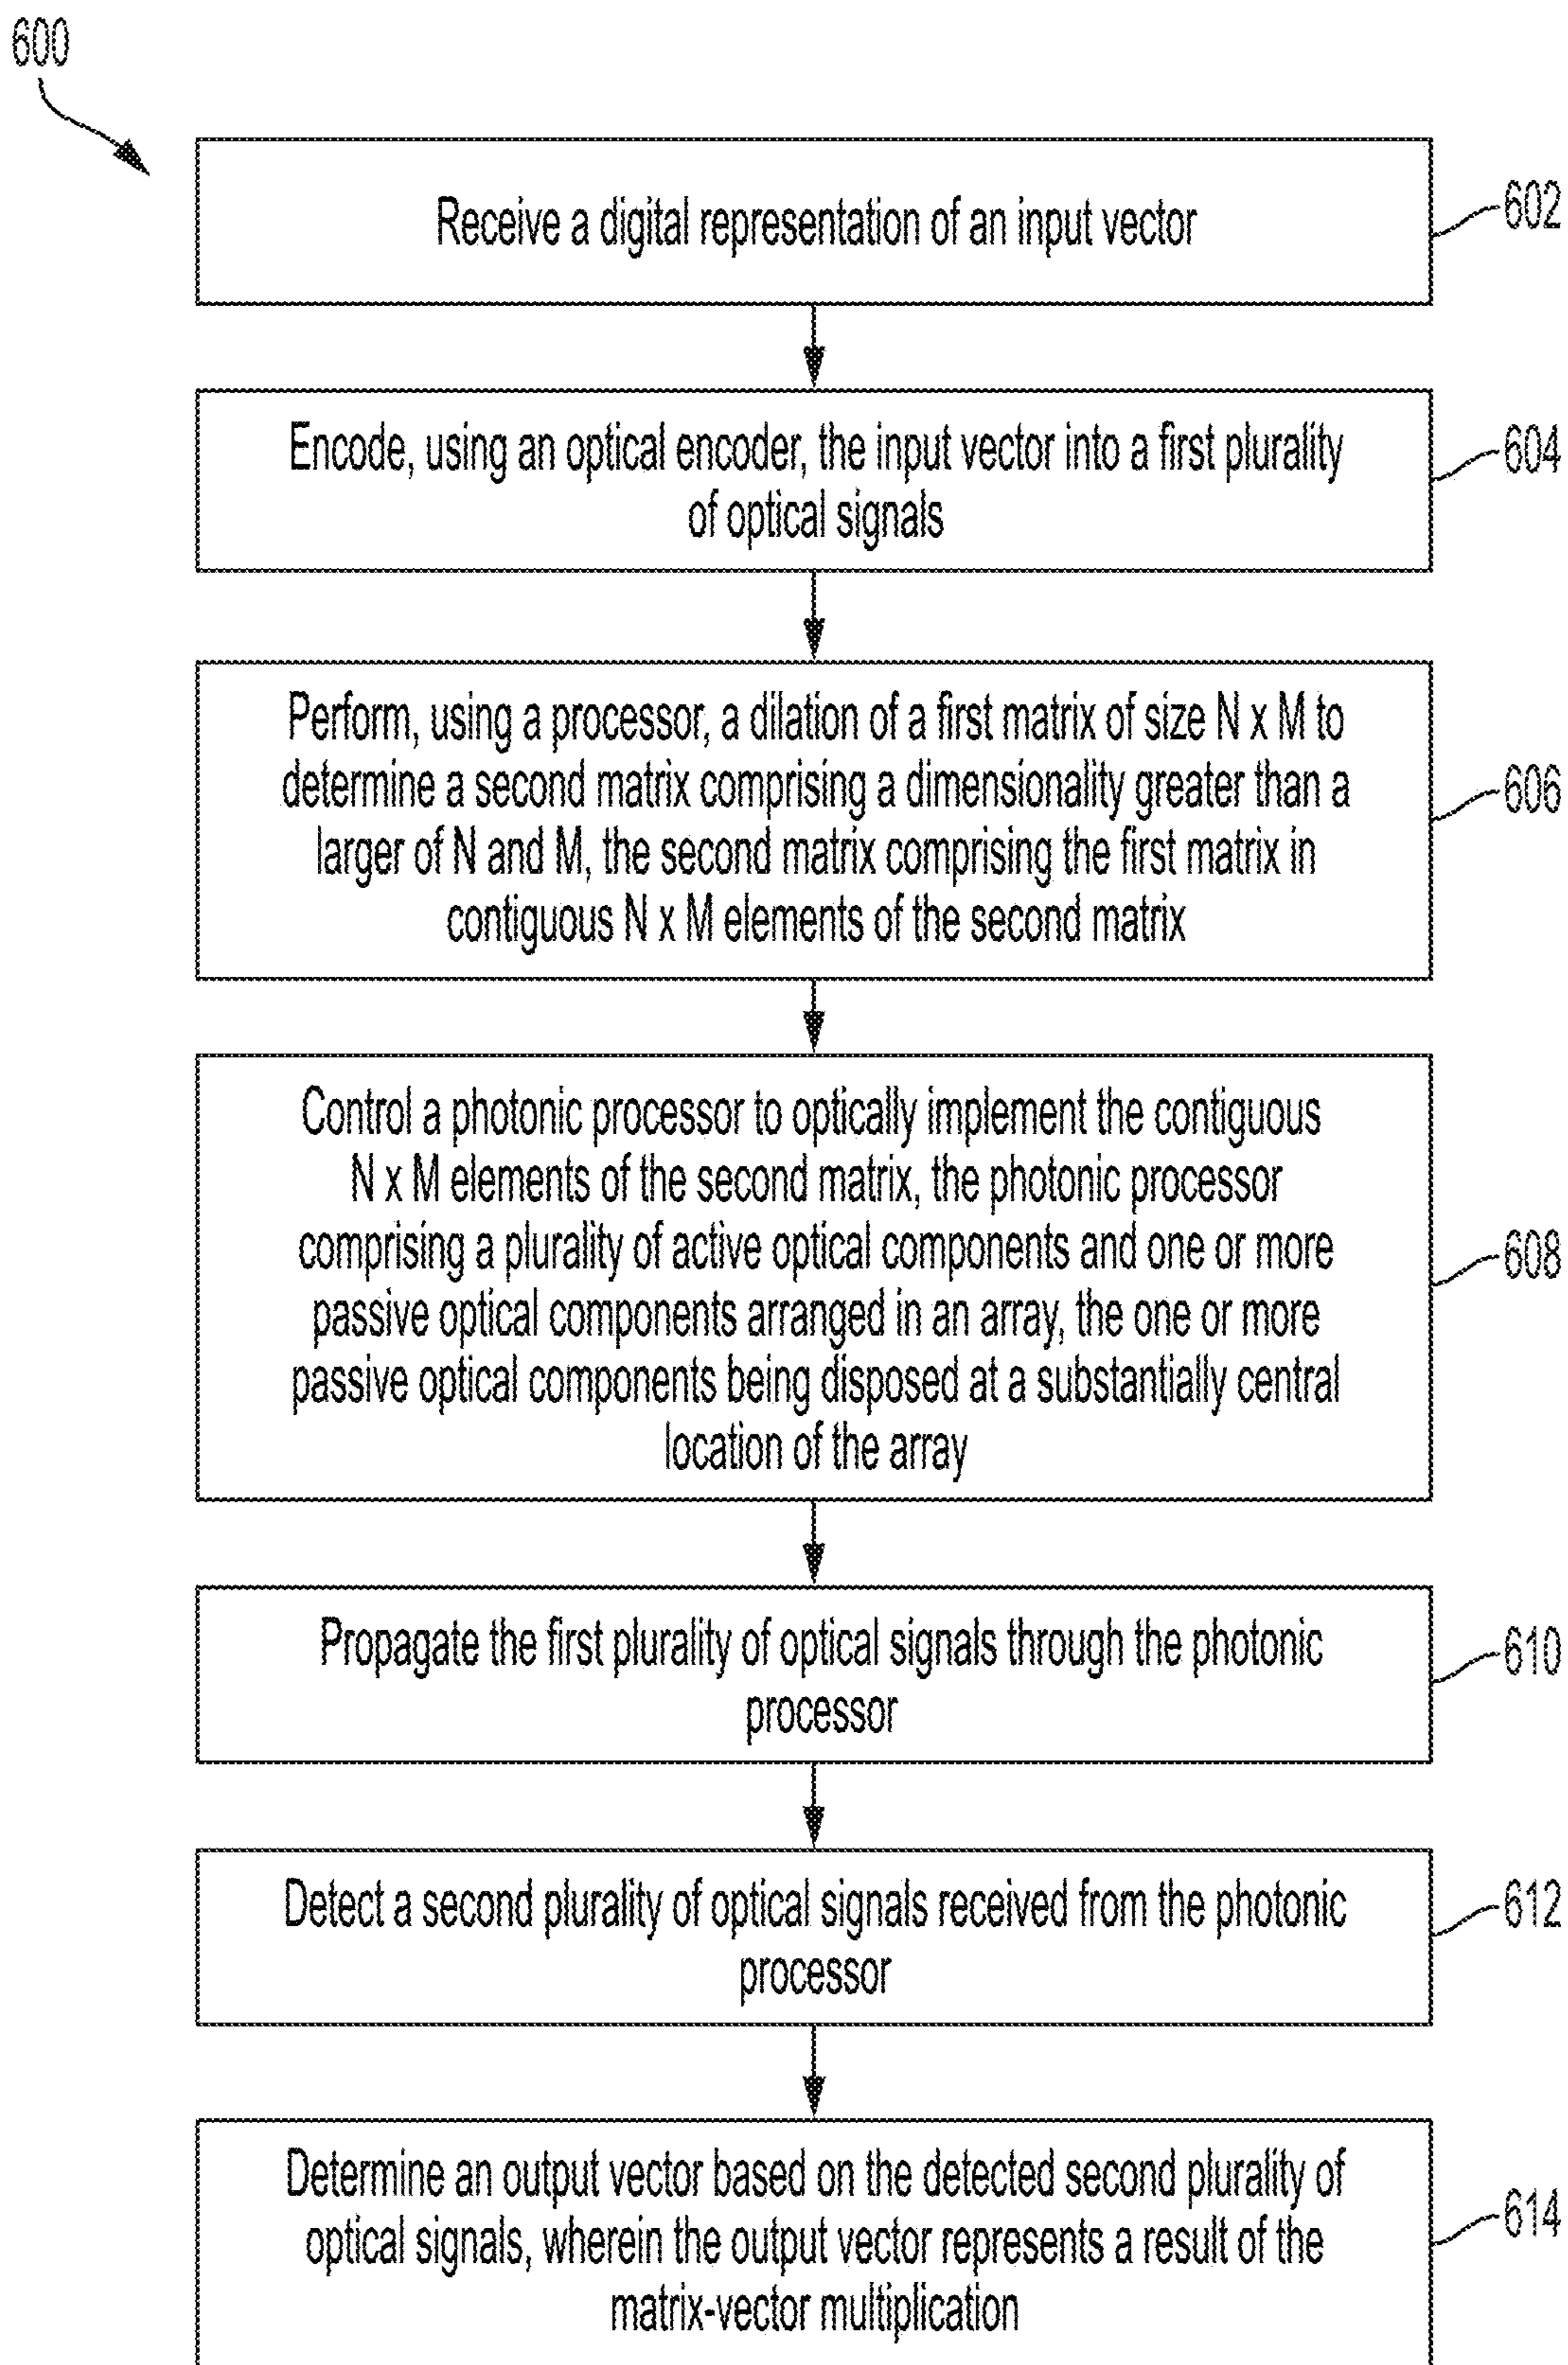 600
Receive a digital representation of an input vector
602
Encode, using an optical encoder, the input vector into a first plurality
of optical signals
604
Perform, using a processor, a dilation of a first matrix of size N x M to
determine a second matrix comprising a dimensionality greater than a
larger of N and M, the second matrix comprising the first matrix in
contiguous N x M elements of the second matrix
606
Control a photonic processor to optically implement the contiguous
N x M elements of the second matrix, the photonic processor
comprising a plurality of active optical components and one or more
passive optical components arranged in an array, the one or more
passive optical components being disposed at a substantially central
location of the array
608
Propagate the first plurality of optical signals through the photonic
processor
610
Detect a second plurality of optical signals received from the photonic
processor
612
Determine an output vector based on the detected second plurality of
optical signals, wherein the output vector represents a result of the
matrix-vector multiplication
614